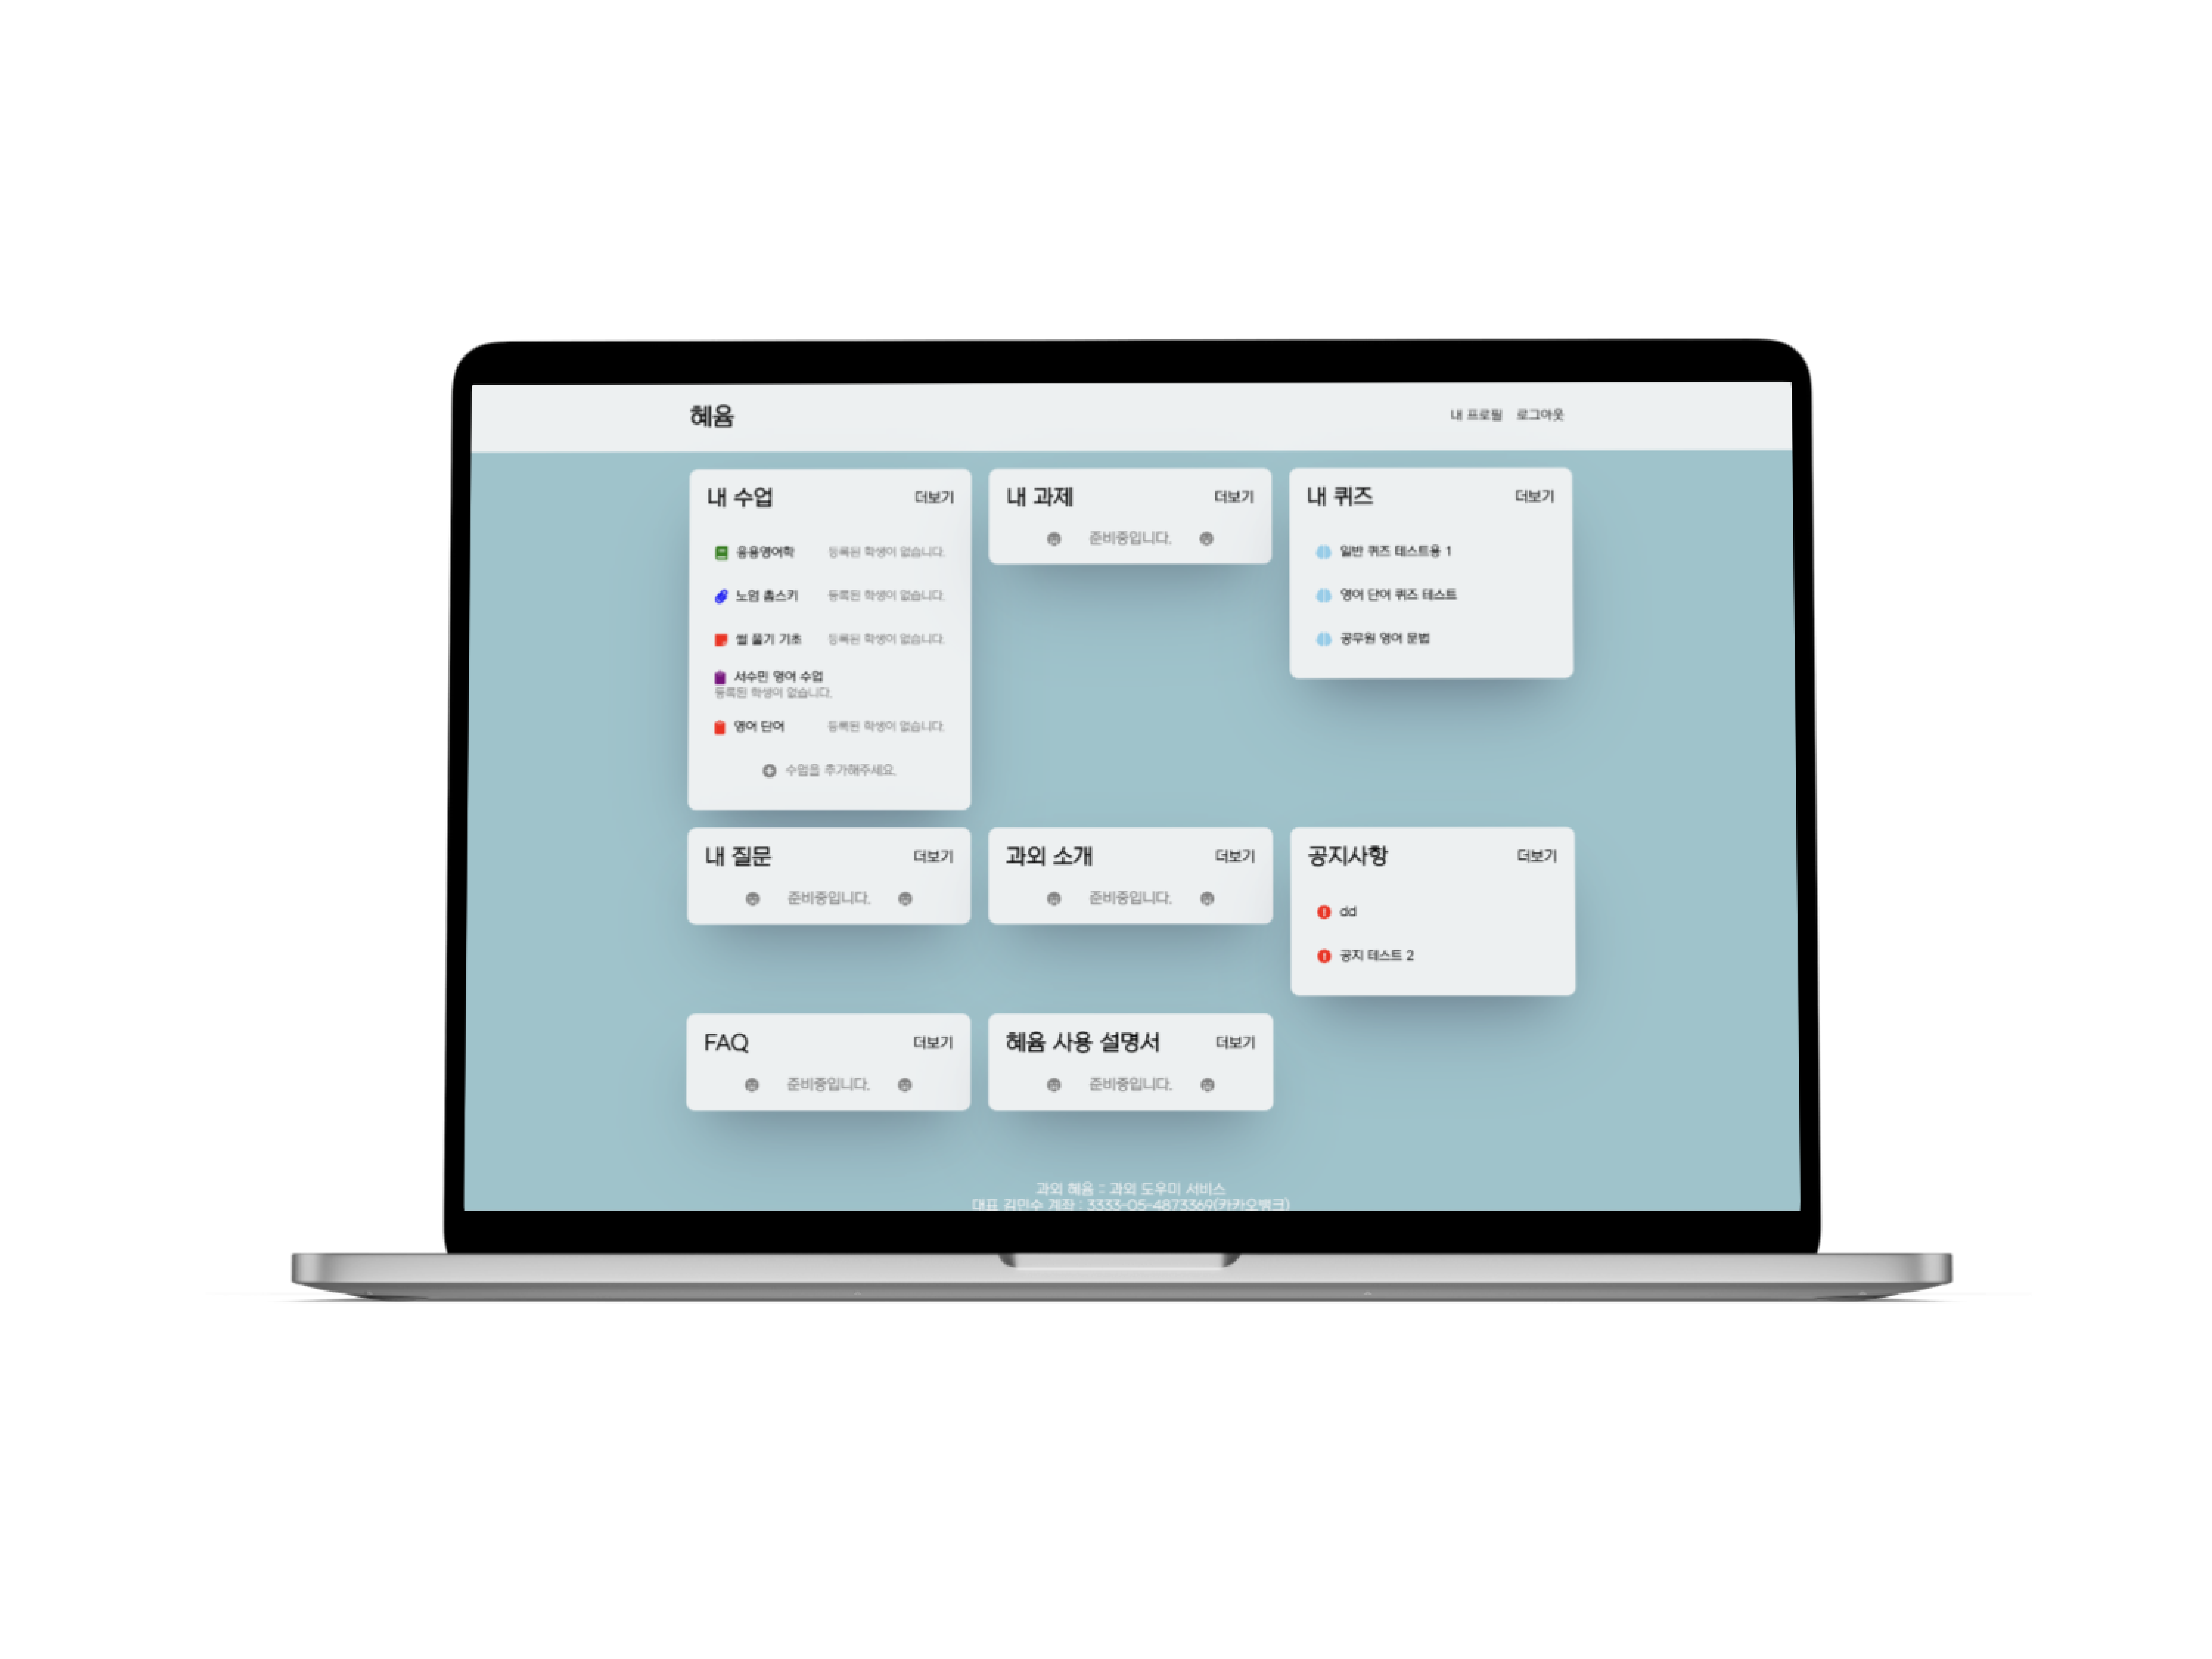 혜윰
내 프로필 로그아웃
내 수업 더보기
응용영어학 등록된 학생이 없습니다.
노엄 촘스키 등록된 학생이 없습니다.
썰 풀기 기초 등록된 학생이 없습니다.
서수민 영어 수업
등록된 학생이 없습니다.
영어 단어 등록된 학생이 없습니다.
수업을 추가해주세요.
내 과제 더보기
준비중입니다.
내 퀴즈 더보기
일반 퀴즈 테스트용 1
영어 단어 퀴즈 테스트
공무원 영어 문법
내 질문 더보기
준비중입니다.
과외 소개 더보기
준비중입니다.
공지사항 더보기
dd
공지 테스트 2
FAQ 더보기
준비중입니다.
혜윰 사용 설명서 더보기
준비중입니다.
과외 혜윰 :: 과외 도우미 서비스
대표 김민수 계좌 : 3333-05-4873369(카카오뱅크)